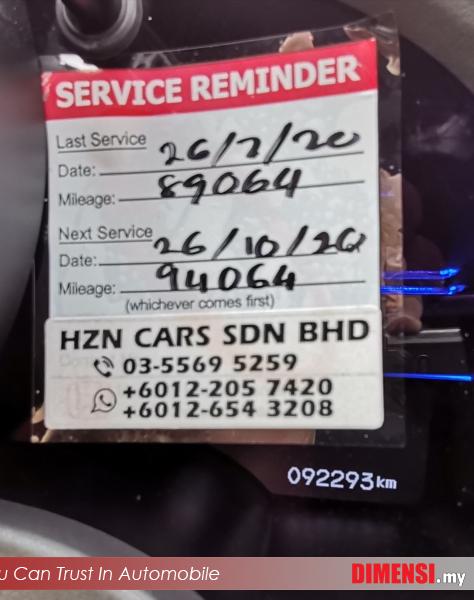 SERVICE REMINDER
Last Service
Date: 26/7/20
Mileage: 89064
Next Service
Date: 26/10/20
Mileage: 94064
(whichever comes first)
HZN CARS SDN BHD
03-5569 5259
+6012-205 7420
+6012-654 3208
092293km
u Can Trust In Automobile
DIMENSI.my